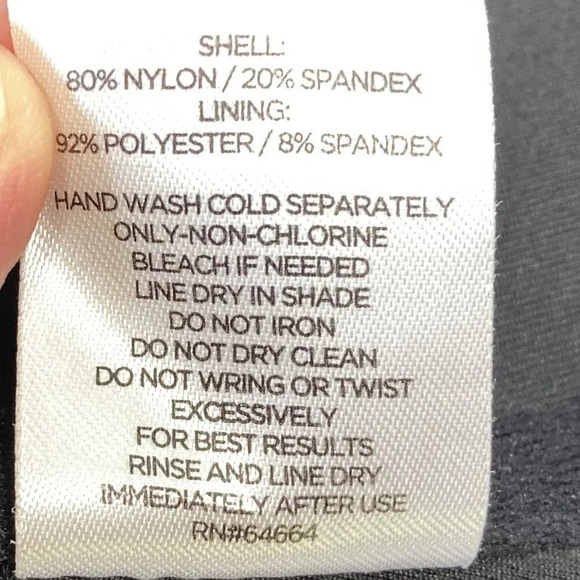 SHELL:
80% NYLON / 20% SPANDEX
LINING:
92% POLYESTER / 8% SPANDEX
HAND WASH COLD SEPARATELY
ONLY-NON-CHLORINE
BLEACH IF NEEDED
LINE DRY IN SHADE
DO NOT IRON
DO NOT DRY CLEAN
DO NOT WRING OR TWIST
EXCESSIVELY
FOR BEST RESULTS
RINSE AND LINE DRY
IMMEDIATELY AFTER USE
RN#64664